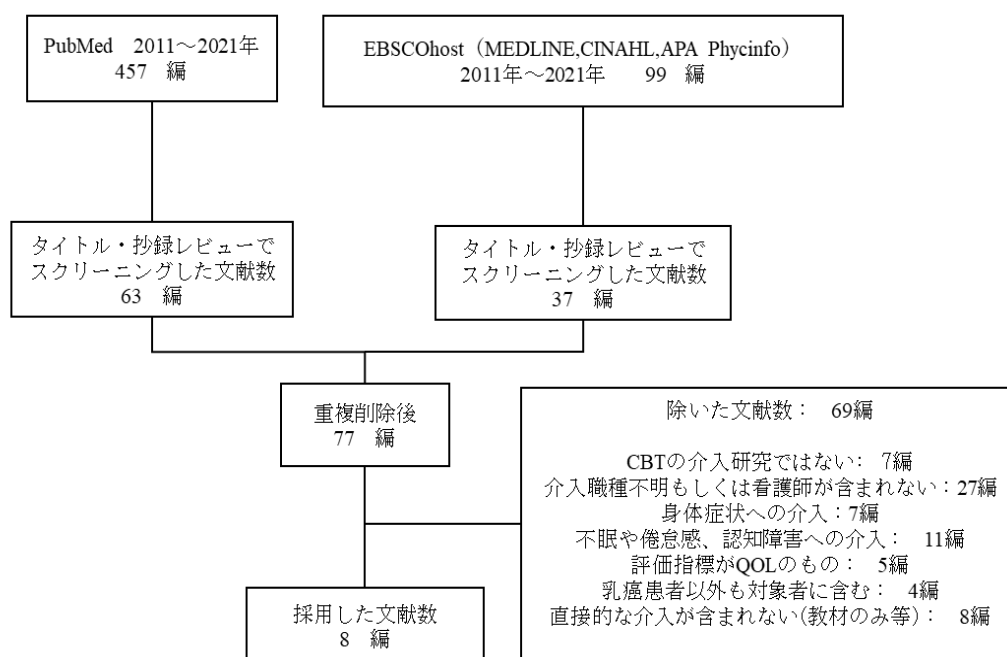 PubMed 2011～2021年
457 編
EBSCOhost（MEDLINE,CINAHL,APA Phycinfo）
2011年～2021年 99 編
タイトル・抄録レビューで
スクリーニングした文献数
63 編
タイトル・抄録レビューで
スクリーニングした文献数
37 編
重複削除後
77 編
除いた文献数： 69編
CBTの介入研究ではない： 7編
介入職種不明もしくは看護師が含まれない：27編
身体症状への介入：7編
不眠や倦怠感、認知障害への介入： 11編
評価指標がQOLのもの： 5編
乳癌患者以外も対象者に含む：4編
直接的な介入が含まれない(教材のみ等)： 8編
採用した文献数
8 編